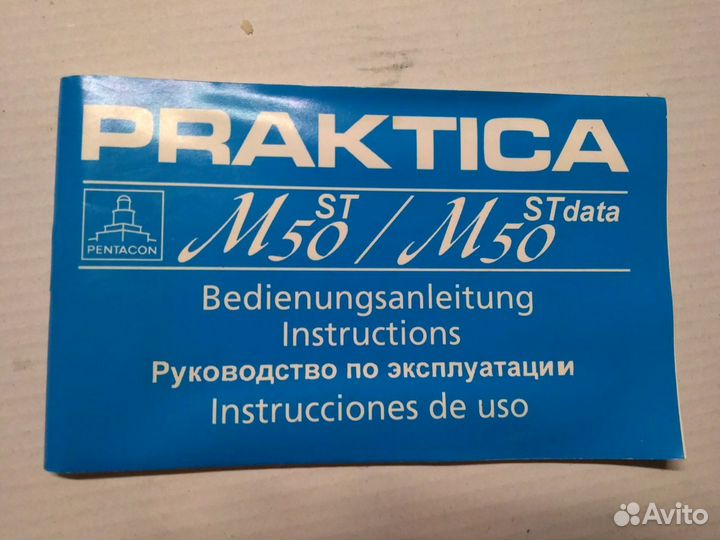 PRAKTICA
PENTACON
M50 ST / M50 STdata
Bedienungsanleitung
Instructions
Руководство по эксплуатации
Instrucciones de uso
Avito